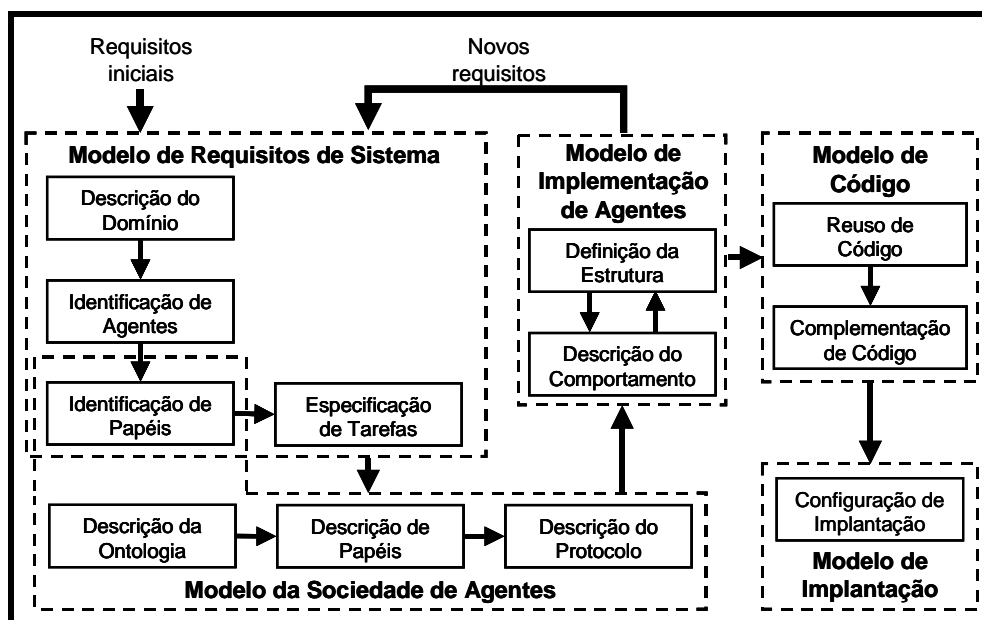 Requisitos
iniciais
Novos
requisitos
Modelo de Requisitos de Sistema
Descrição do
Domínio
Identificação de
Agentes
Identificação de
Papéis
Especificação
de Tarefas
Modelo de
Implementação
de Agentes
Definição da
Estrutura
Descrição do
Comportamento
Modelo de
Código
Reuso de
Código
Complementação
de Código
Descrição da
Ontologia
Descrição de
Papéis
Descrição do
Protocolo
Modelo da Sociedade de Agentes
Configuração de
Implantação
Modelo de
Implantação